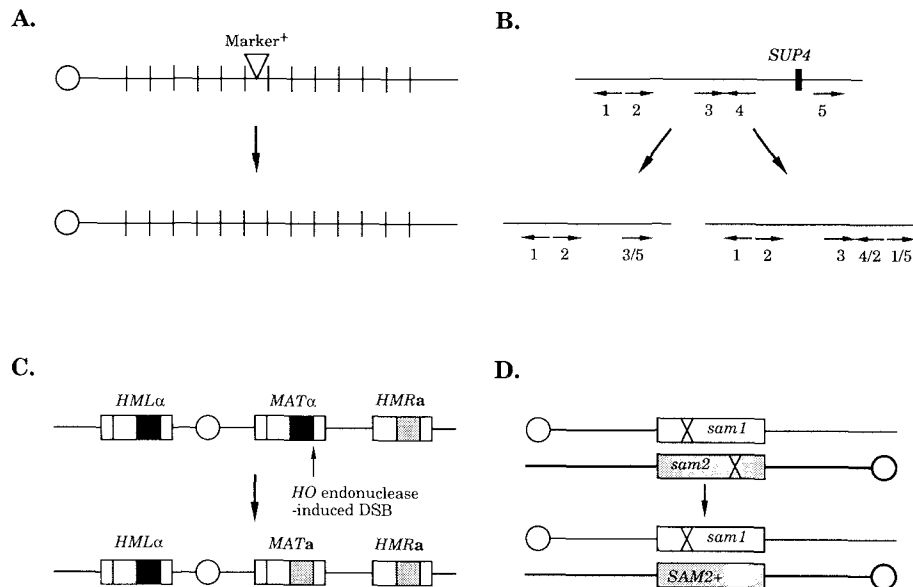 A.
Marker+
B.
SUP4
1 2 3 4 5
1 2 3/5
1 2 3 4/2 1/5
C.
HMLα MATα HMRa
HO endonuclease
-induced DSB
HMLα MATa HMRa
D.
sam1
sam2
sam1
SAM2+